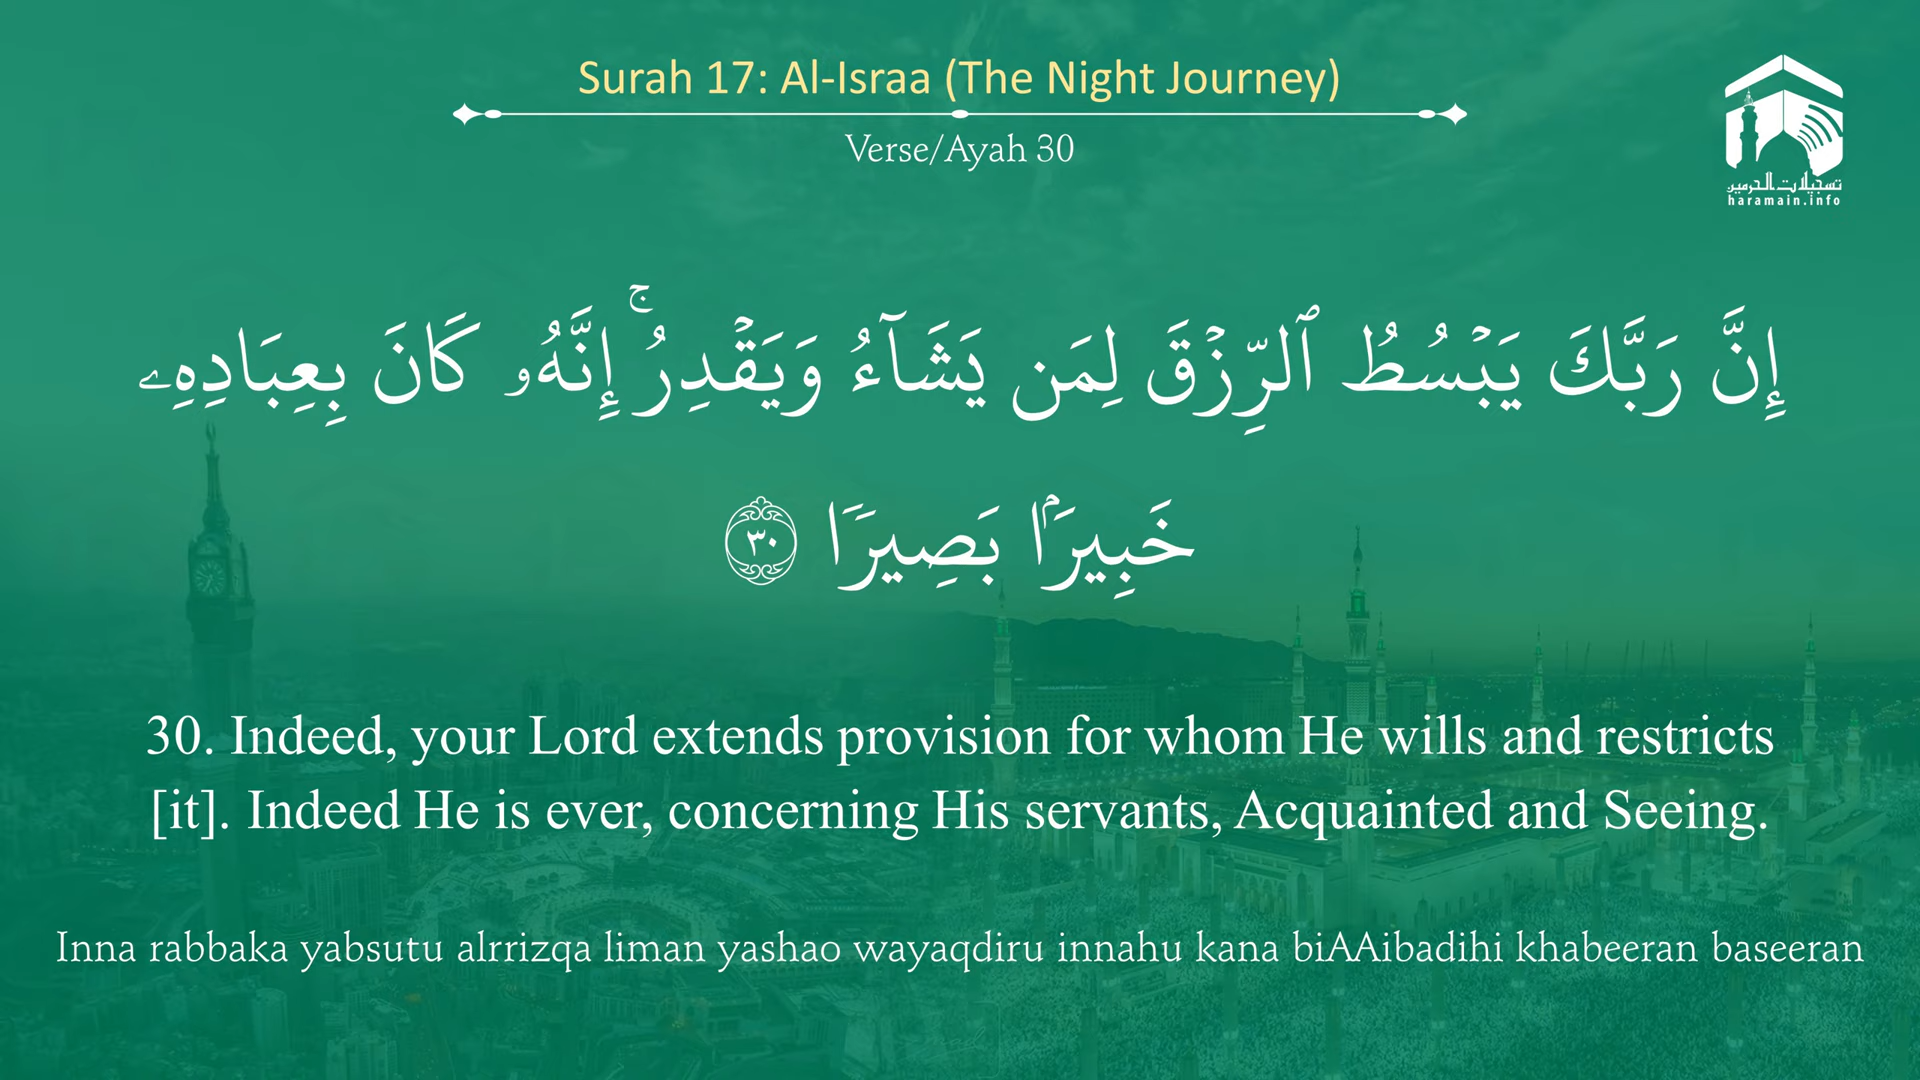 Surah 17: Al-Israa (The Night Journey)
Verse/Ayah 30
تسجيلات الحرمين
haramain.info
إِنَّ رَبَّكَ يَبۡسُطُ ٱلرِّزۡقَ لِمَن يَشَآءُ وَيَقۡدِرُۚ إِنَّهُۥ كَانَ بِعِبَادِهِۦ
خَبِيرَۢا بَصِيرٗا ٣٠
30. Indeed, your Lord extends provision for whom He wills and restricts
[it]. Indeed He is ever, concerning His servants, Acquainted and Seeing.
Inna rabbaka yabsutu alrrizqa liman yashao wayaqdiru innahu kana biAAibadihi khabeeran baseeran